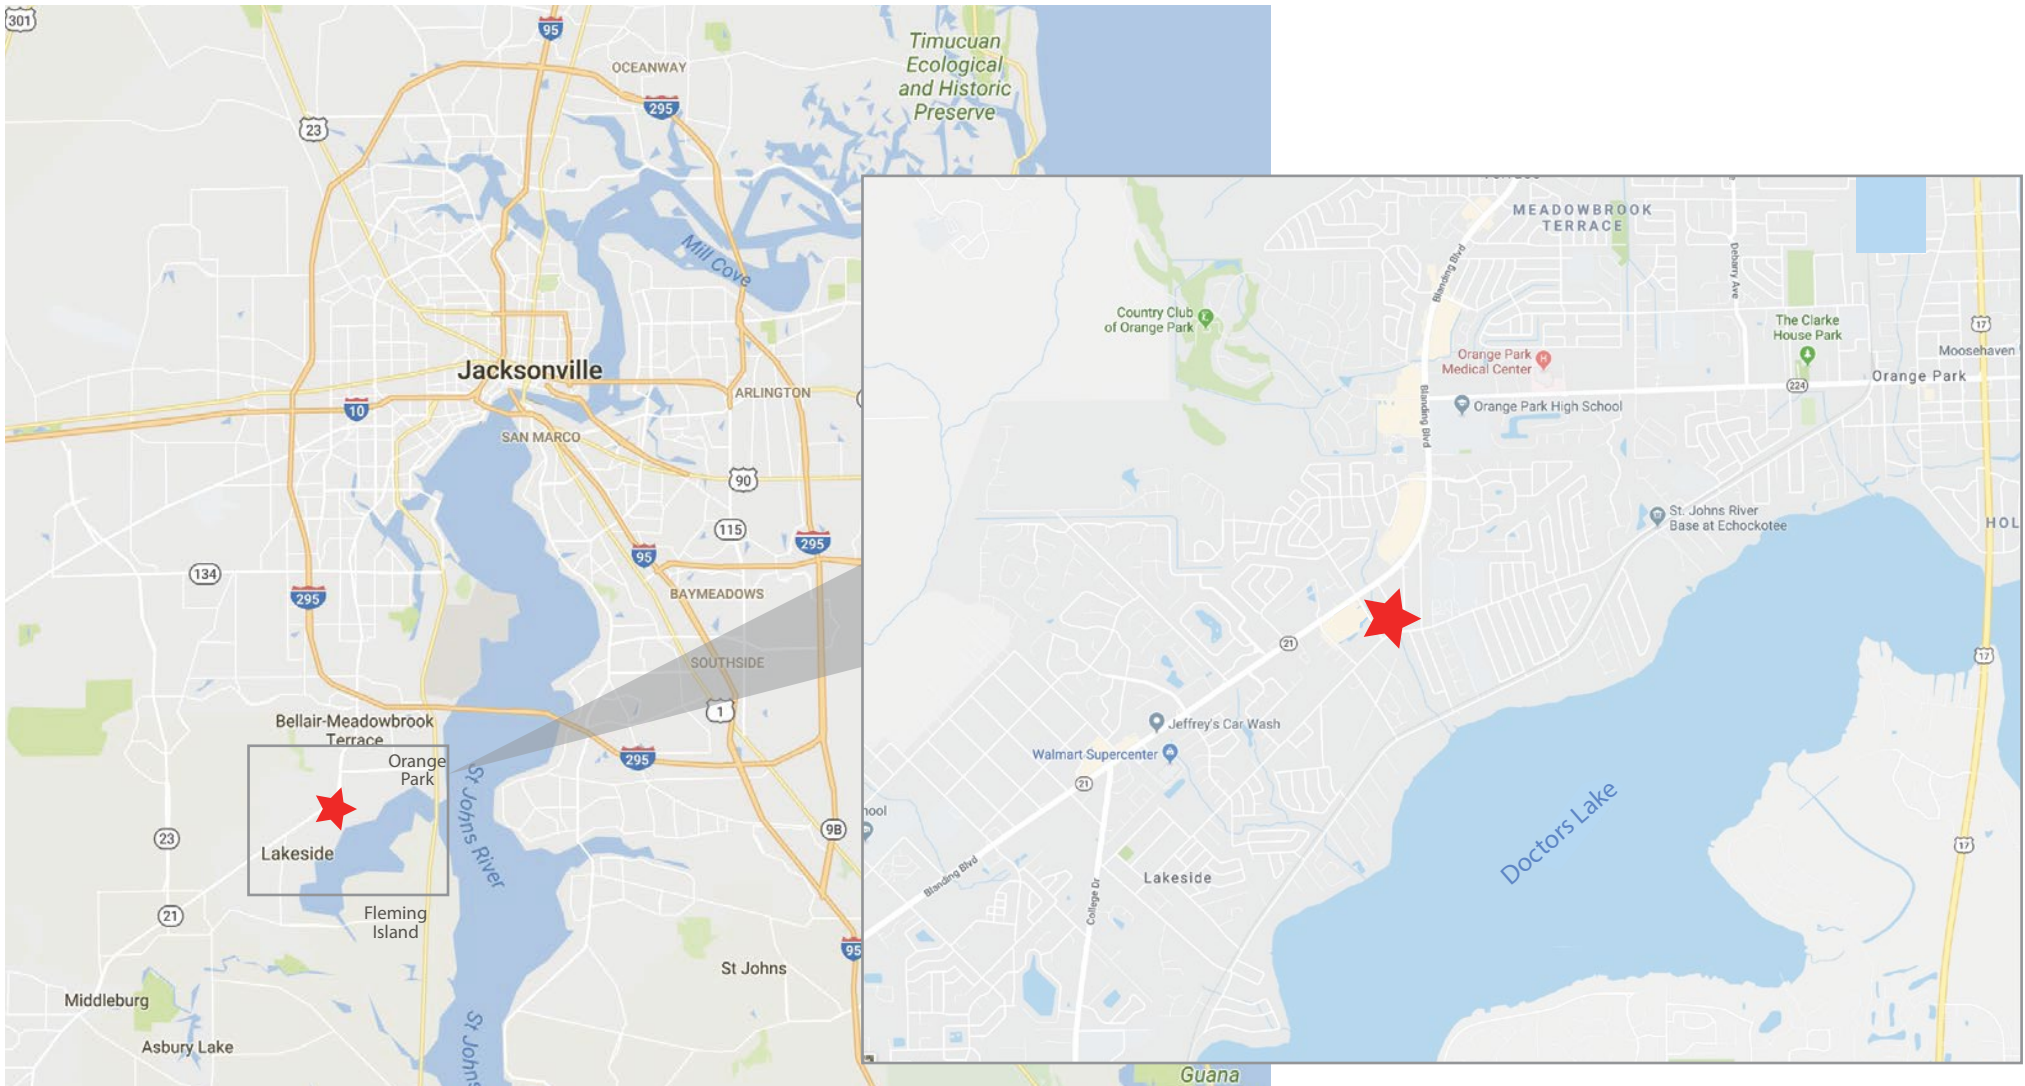 301
95
OCEANWAY
Timucuan
Ecological
and Historic
Preserve
295
23
Mill Cove
Jacksonville
10
ARLINGTON
SAN MARCO
90
115
295
95
134
295
BAYMEADOWS
SOUTHSIDE
1
Bellair-Meadowbrook
Terrace
Orange
Park
295
St Johns River
23
Lakeside
9B
21
Fleming
Island
95
St Johns
Middleburg
Asbury Lake
St Johns
Guana
MEADOWBROOK
TERRACE
Blanding Blvd
Debarry Ave
Country Club
of Orange Park
The Clarke
House Park
17
Orange Park
Medical Center
Moosehaven
224
Orange Park
Blanding Blvd
Orange Park High School
St. Johns River
Base at Echockotee
HOL
21
17
Jeffrey's Car Wash
Walmart Supercenter
21
hool
Doctors Lake
17
Blanding Blvd
Lakeside
College Dr